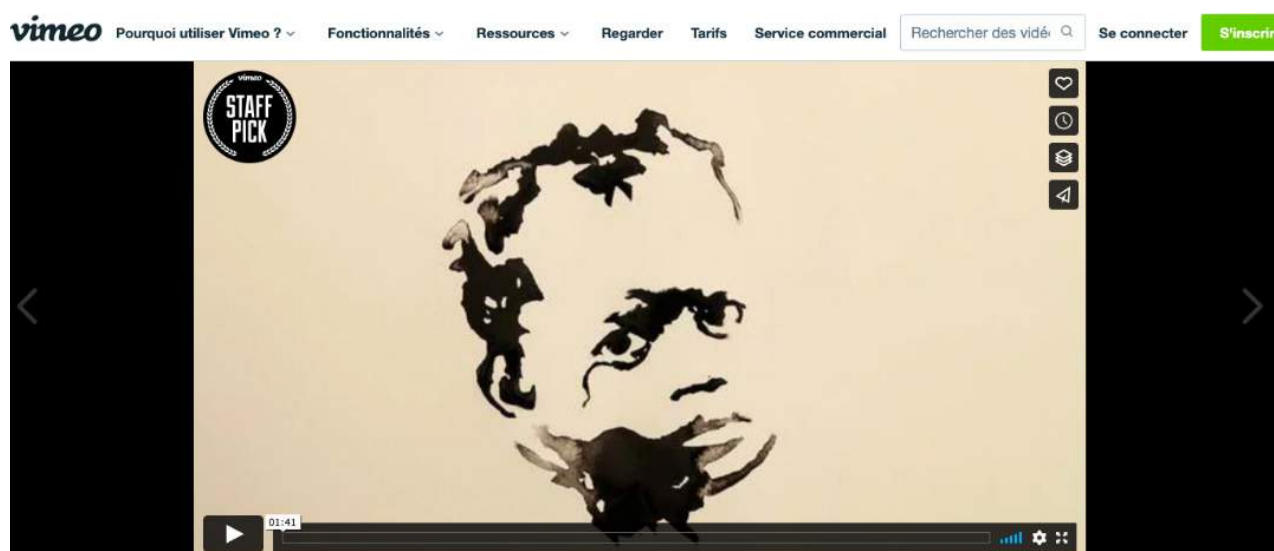 vimeo Pourquoi utiliser Vimeo ? Fonctionnalités Ressources Regarder Tarifs Service commercial Rechercher des vidé Se connecter S'inscrir
vimeo
STAFF
PICK
01:41